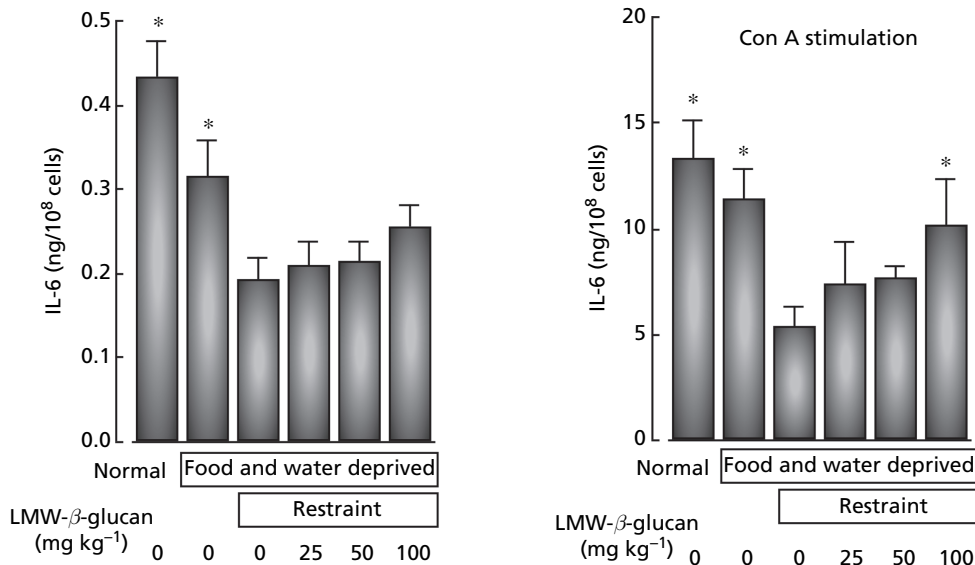 0.5
0.4
0.3
0.2
0.1
0.0
IL-6 (ng/10⁸ cells)
*
*
Normal
Food and water deprived
Restraint
LMW-β-glucan
(mg kg⁻¹)
0 0 0 25 50 100
20
15
10
5
0
IL-6 (ng/10⁸ cells)
Con A stimulation
*
*
*
Normal
Food and water deprived
Restraint
LMW-β-glucan
(mg kg⁻¹)
0 0 0 25 50 100